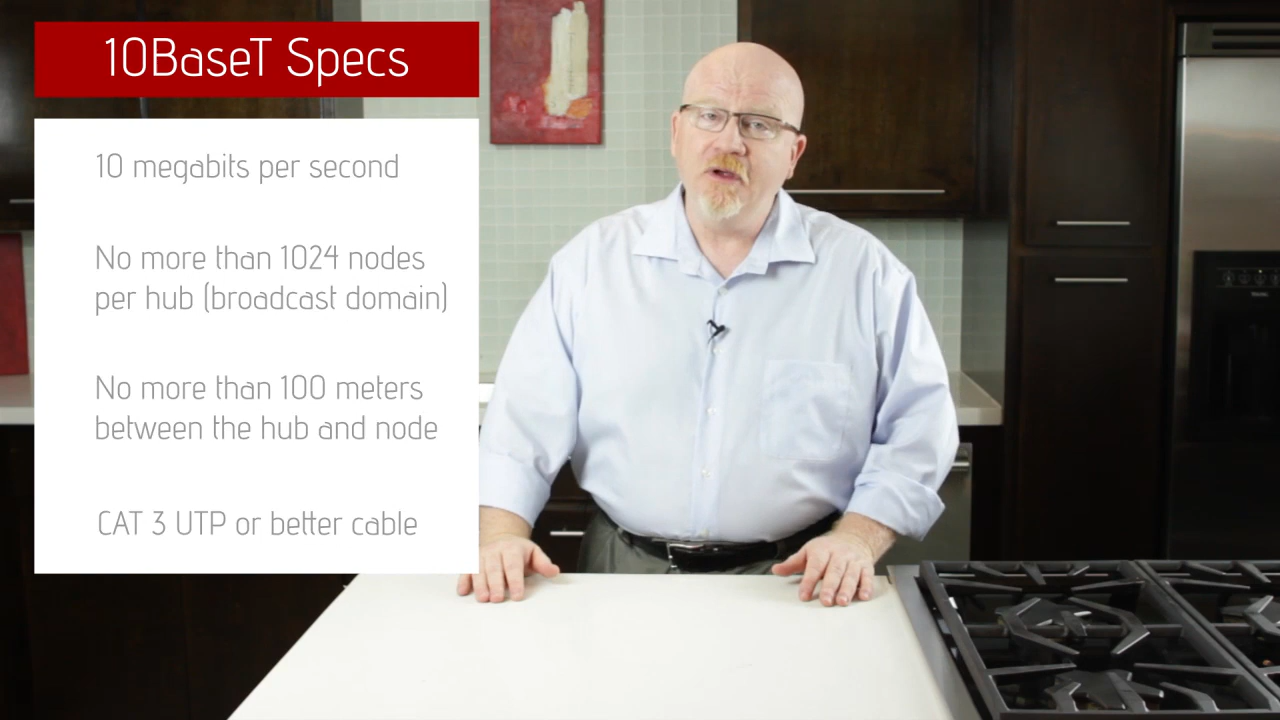 10BaseT Specs
10 megabits per second
No more than 1024 nodes
per hub (broadcast domain)
No more than 100 meters
between the hub and node
CAT 3 UTP or better cable